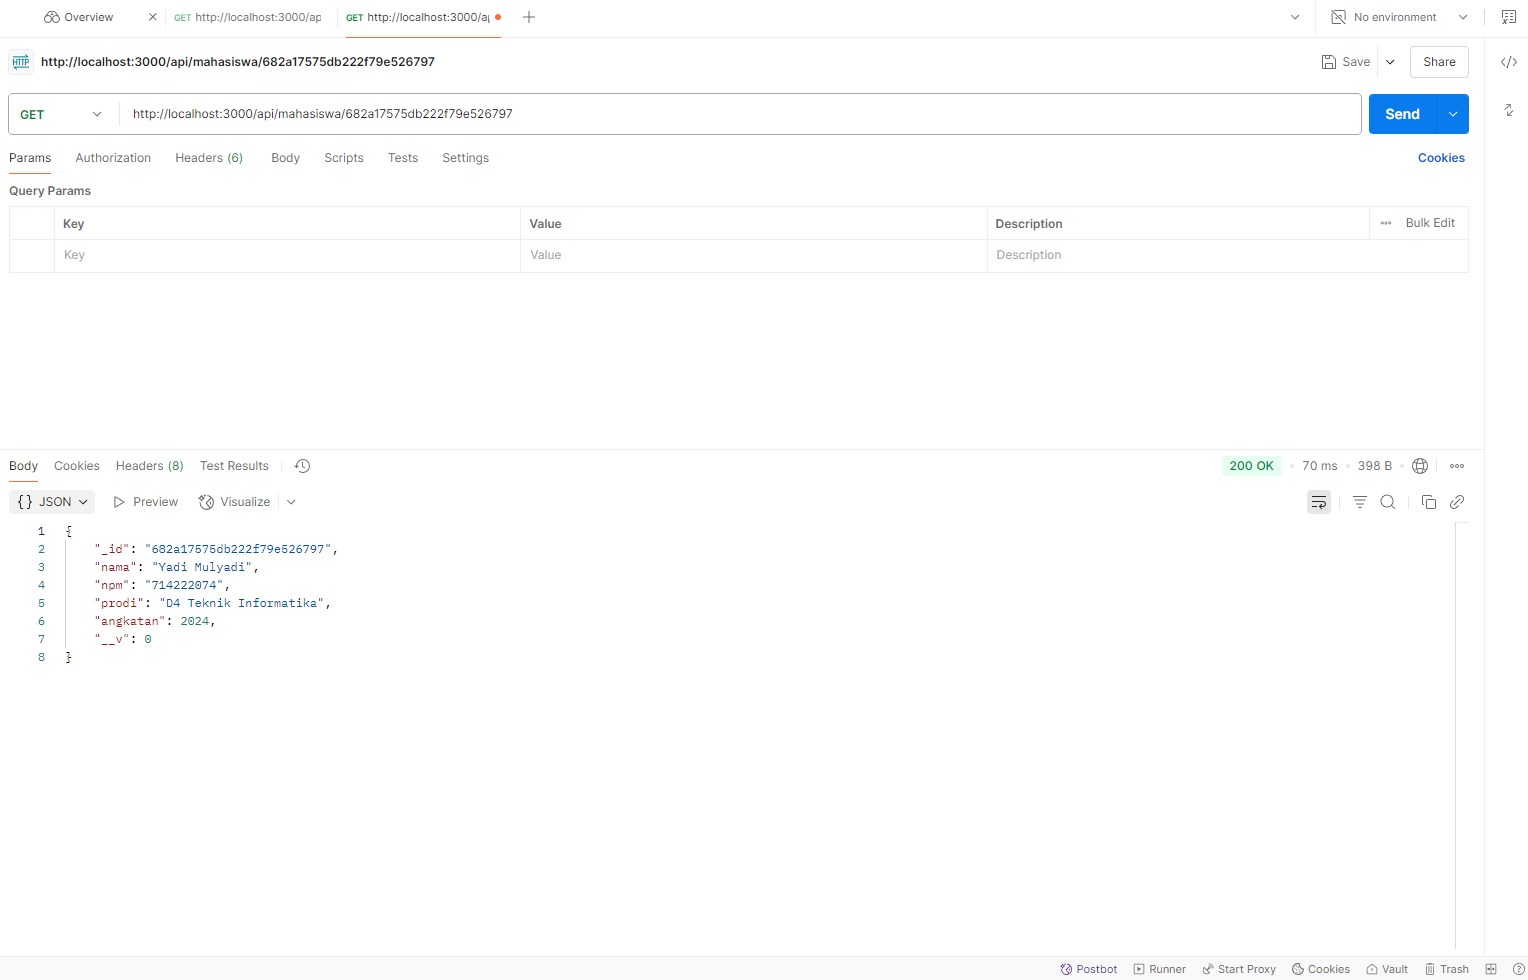 Overview
GET http://localhost:3000/ap
GET http://localhost:3000/a
No environment
HTTP http://localhost:3000/api/mahasiswa/682a17575db222f79e526797
Save
Share
GET http://localhost:3000/api/mahasiswa/682a17575db222f79e526797
Send
Params Authorization Headers (6) Body Scripts Tests Settings Cookies
Query Params
Key Value Description Bulk Edit
Key Value Description
Body Cookies Headers (8) Test Results 200 OK 70 ms 398 B
{} JSON Preview Visualize
1 {
2 "_id": "682a17575db222f79e526797",
3 "nama": "Yadi Mulyadi",
4 "npm": "714222074",
5 "prodi": "D4 Teknik Informatika",
6 "angkatan": 2024,
7 "__v": 0
8 }
Postbot Runner Start Proxy Cookies Vault Trash